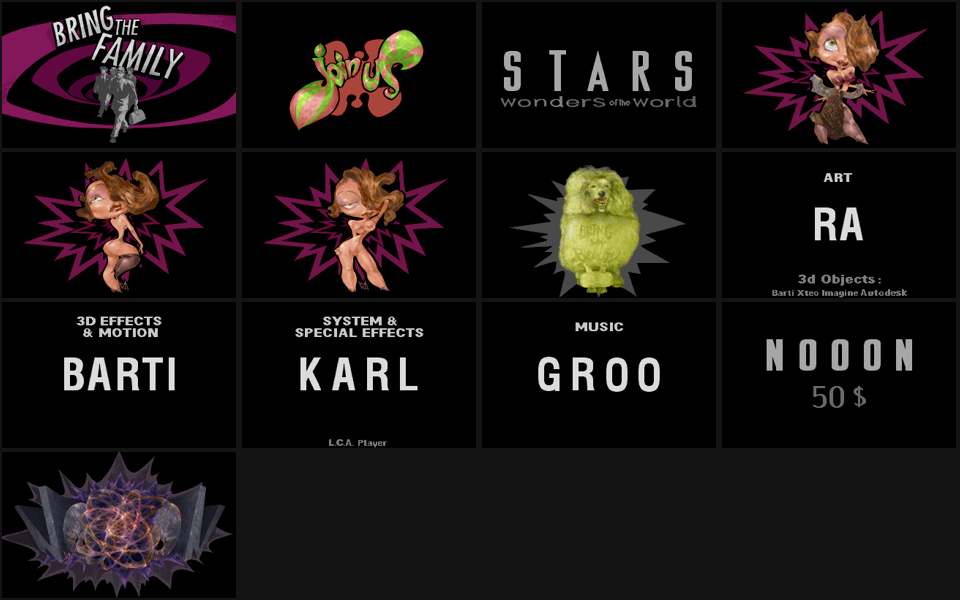 BRING THE
FAMILY
join us
STARS
wonders of the world
ART
RA
3d Objects :
Barti Xteo Imagine Autodesk
3D EFFECTS
& MOTION
BARTI
SYSTEM &
SPECIAL EFFECTS
KARL
L.C.A. Player
MUSIC
GROO
NOOON
50 $